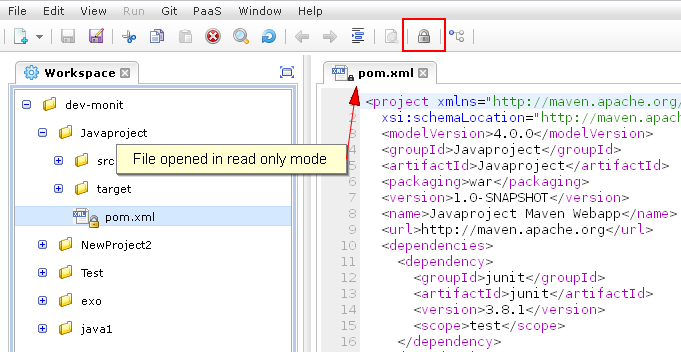 File Edit View Run Git PaaS Window Help
Workspace
pom.xml
dev-monit
Javaproject
src
target
pom.xml
NewProject2
Test
exo
java1
File opened in read only mode
<project xmlns="http://maven.apache.org/
2 xsi:schemaLocation="http://maven.apa
3 <modelVersion>4.0.0</modelVersion>
4 <groupId>Javaproject</groupId>
5 <artifactId>Javaproject</artifactId>
6 <packaging>war</packaging>
7 <version>1.0-SNAPSHOT</version>
8 <name>Javaproject Maven Webapp</name>
9 <url>http://maven.apache.org</url>
10 <dependencies>
11 <dependency>
12 <groupId>junit</groupId>
13 <artifactId>junit</artifactId>
14 <version>3.8.1</version>
15 <scope>test</scope>
16 </dependency>